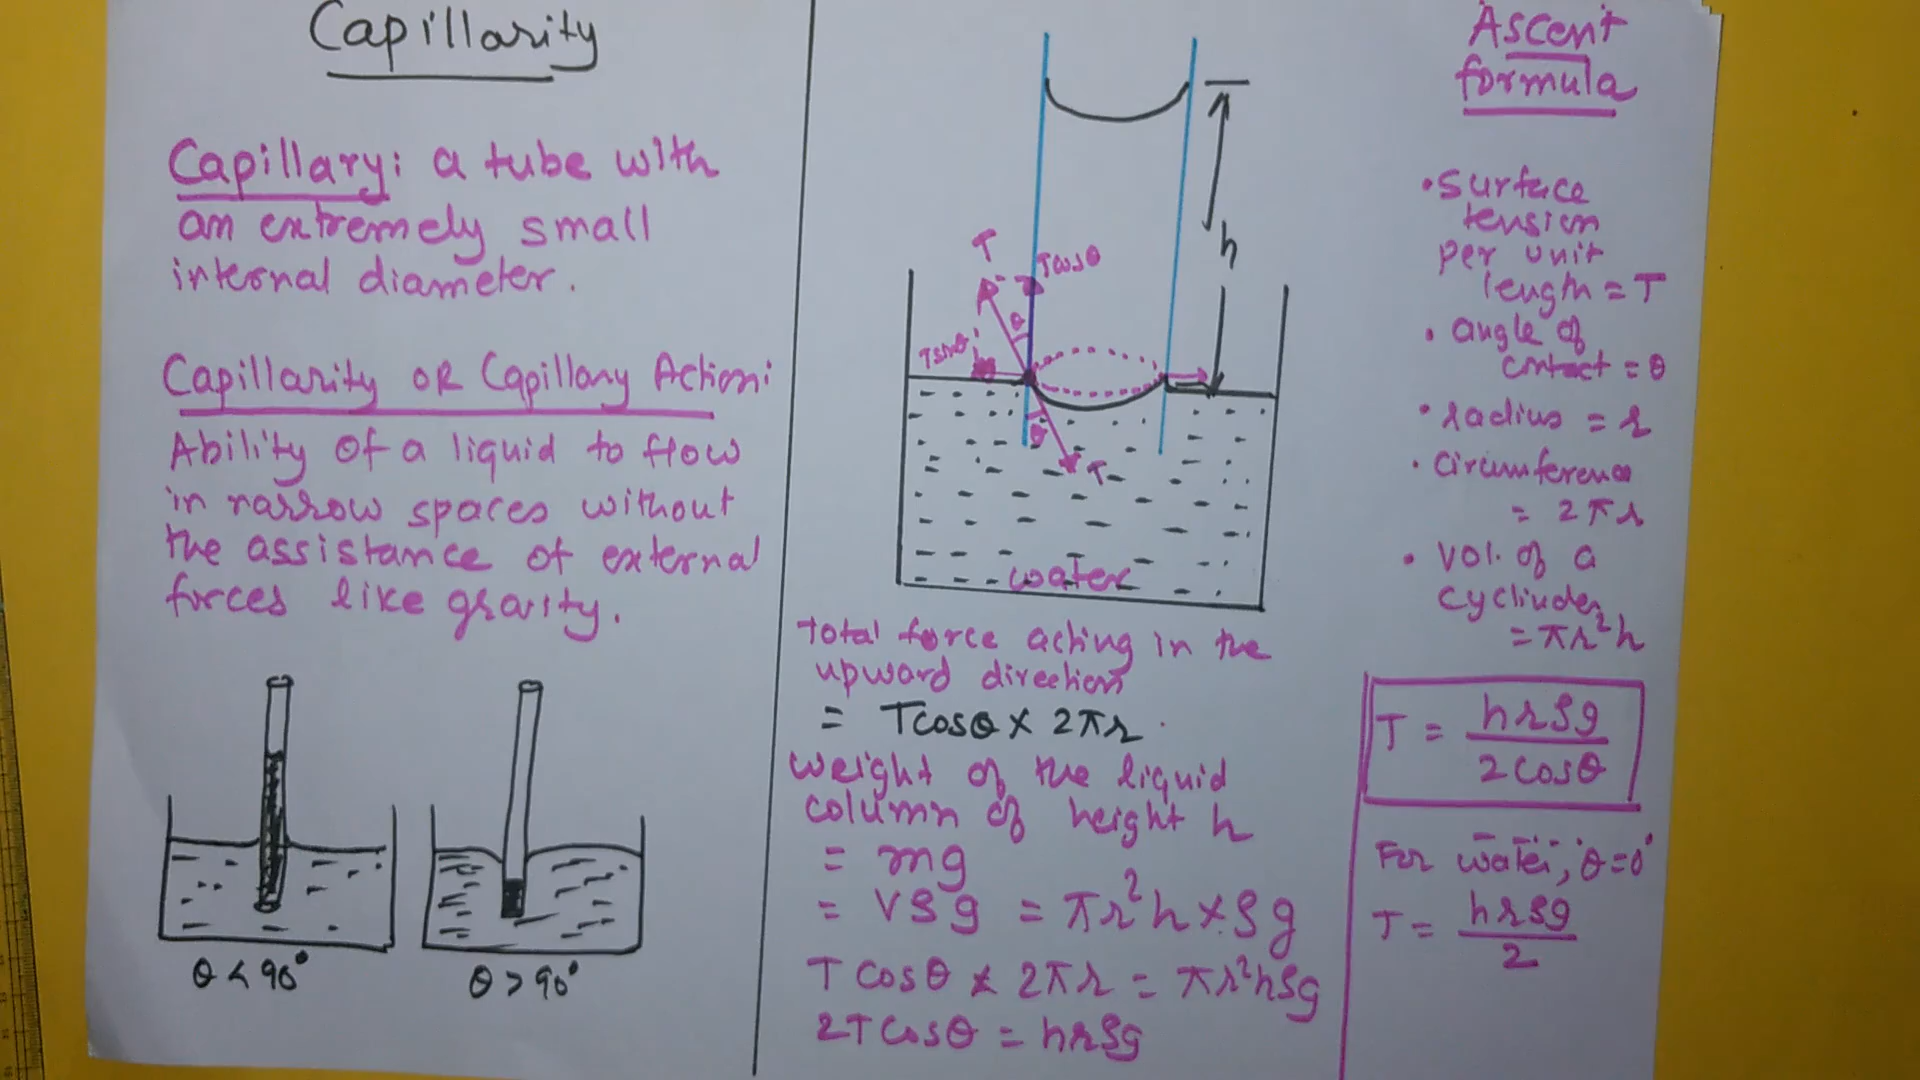 Capillarity
Capillary: a tube with
an extremely small
internal diameter.
Capillarity OR Capillary Action:
Ability of a liquid to flow
in narrow spaces without
the assistance of external
forces like gravity.
θ < 90°
θ > 90°
h
T
Tcosθ
θ
Tsinθ
θ
T
water
Total force acting in the
upward direction
= Tcosθ × 2πr
weight of the liquid
column of height h
= mg
= Vρg = πr²h × ρg
T cosθ × 2πr = πr²hρg
2T cosθ = hrρg
Ascent
formula
• surface
tension
per unit
length = T
• angle of
contact = θ
• radius = r
• circumference
= 2πr
• vol. of a
cylinder
= πr²h
T = hrρg / 2cosθ
For water, θ = 0°
T = hrρg / 2